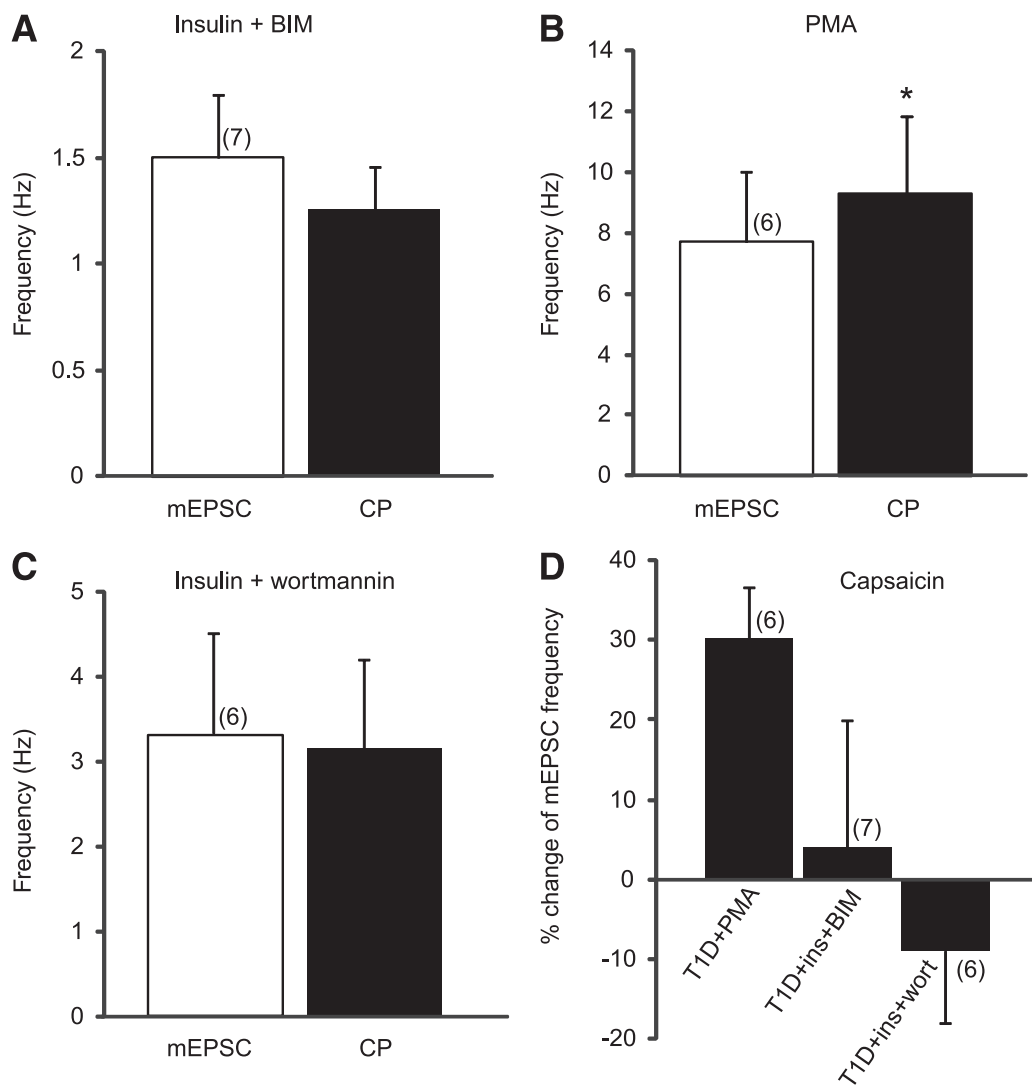 A
Insulin + BIM
Frequency (Hz)
2
1.5
1
0.5
0
(7)
mEPSC
CP
B
PMA
Frequency (Hz)
14
12
10
8
6
4
2
0
(6)
*
mEPSC
CP
C
Insulin + wortmannin
Frequency (Hz)
5
4
3
2
1
0
(6)
mEPSC
CP
D
Capsaicin
% change of mEPSC frequency
40
30
20
10
0
-10
-20
(6)
(7)
(6)
T1D+PMA
T1D+ins+BIM
T1D+ins+wort